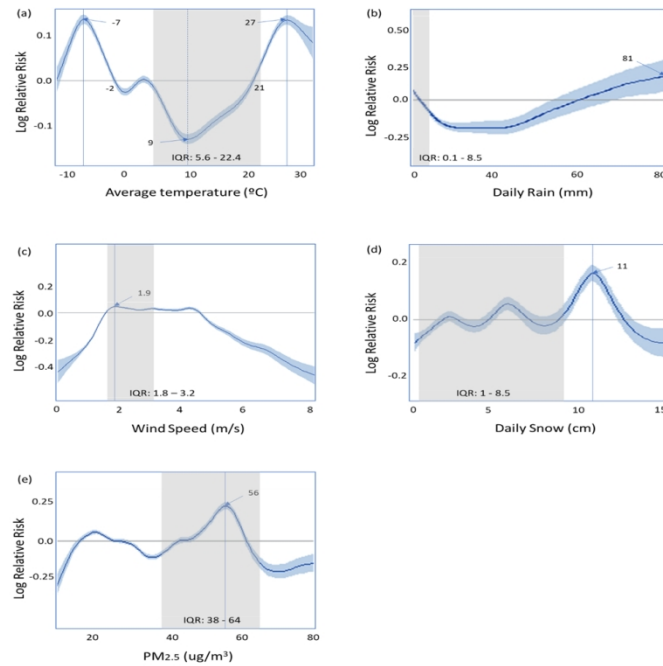 (a)
Log Relative Risk
0.1
0.0
-0.1
-7
27
-2
21
9
IQR: 5.6 - 22.4
-10 0 10 20 30
Average temperature (ºC)
(b)
Log Relative Risk
0.50
0.25
0.0
-0.25
81
IQR: 0.1 - 8.5
0 40 60 80
Daily Rain (mm)
(c)
Log Relative Risk
0.2
0.0
-0.2
-0.4
1.9
IQR: 1.8 – 3.2
0 2 4 6 8
Wind Speed (m/s)
(d)
Log Relative Risk
0.2
0.0
-0.2
11
IQR: 1 - 8.5
0 5 10 15
Daily Snow (cm)
(e)
Log Relative Risk
0.25
0.0
-0.25
56
IQR: 38 - 64
20 40 60 80
PM2.5 (ug/m³)